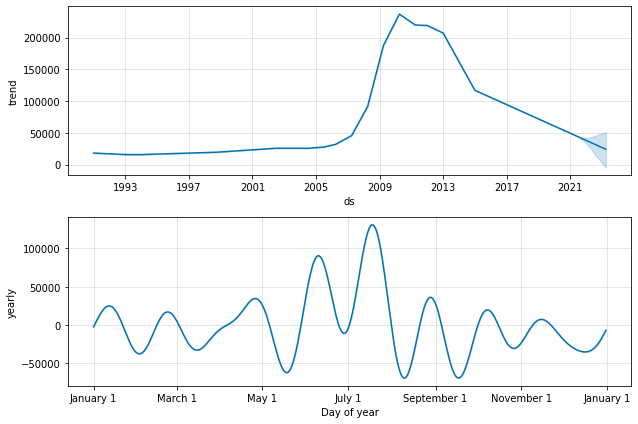 200000
150000
100000
50000
0
trend
1993 1997 2001 2005 2009 2013 2017 2021
ds
100000
50000
0
−50000
yearly
January 1 March 1 May 1 July 1 September 1 November 1 January 1
Day of year